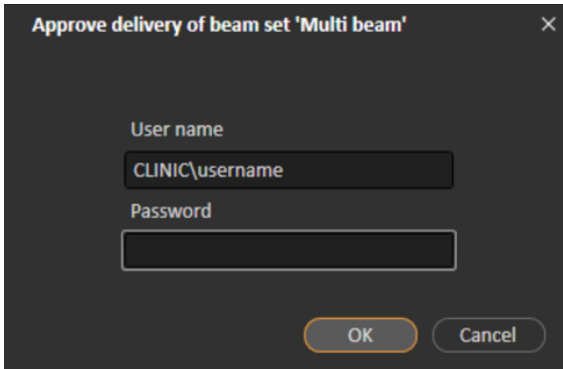 Approve delivery of beam set 'Multi beam'
User name
CLINIC\username
Password
OK Cancel